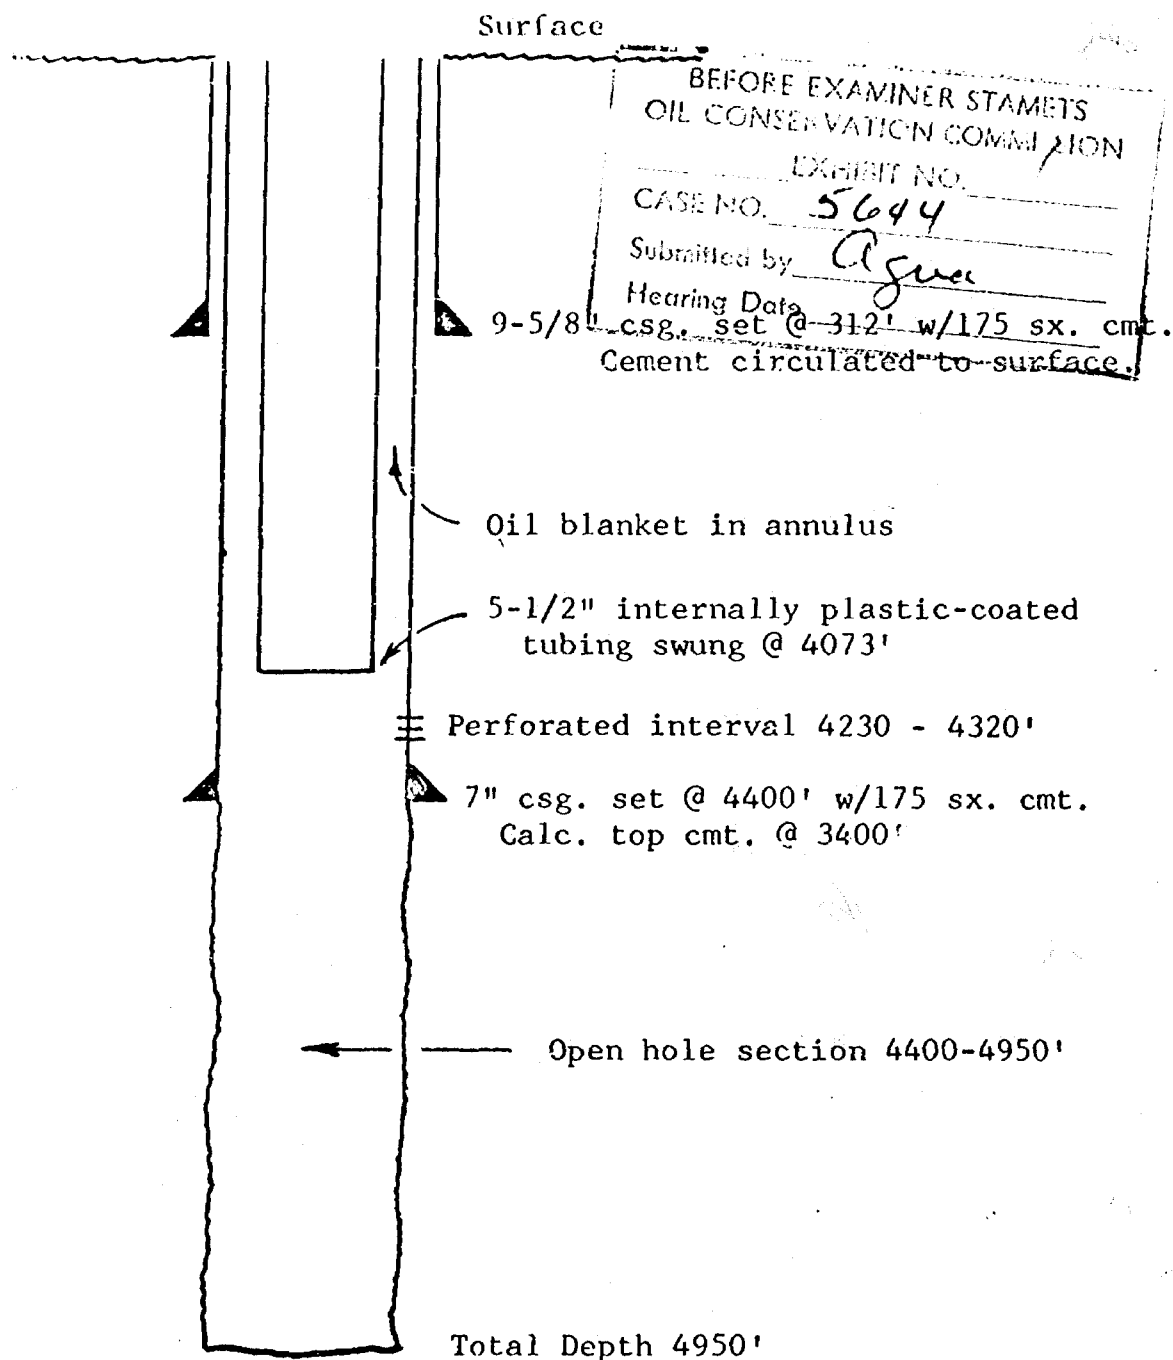 Surface
BEFORE EXAMINER STAMETS
OIL CONSERVATION COMMISSION
EXHIBIT NO.
CASE NO. 5644
Submitted by Agua
Hearing Date
9-5/8" csg. set @ 312' w/175 sx. cmt.
Cement circulated to surface.
Oil blanket in annulus
5-1/2" internally plastic-coated
tubing swung @ 4073'
Perforated interval 4230 - 4320'
7" csg. set @ 4400' w/175 sx. cmt.
Calc. top cmt. @ 3400'
Open hole section 4400-4950'
Total Depth 4950'